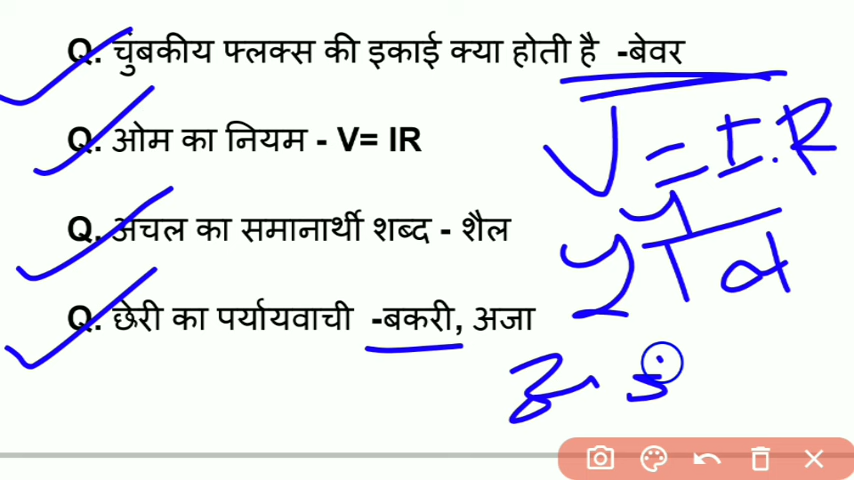 Q. चुंबकीय फ्लक्स की इकाई क्या होती है -बेवर
Q. ओम का नियम - V= IR
V = I.R
Q. अचल का समानार्थी शब्द - शैल
Q. छेरी का पर्यायवाची -बकरी, अजा